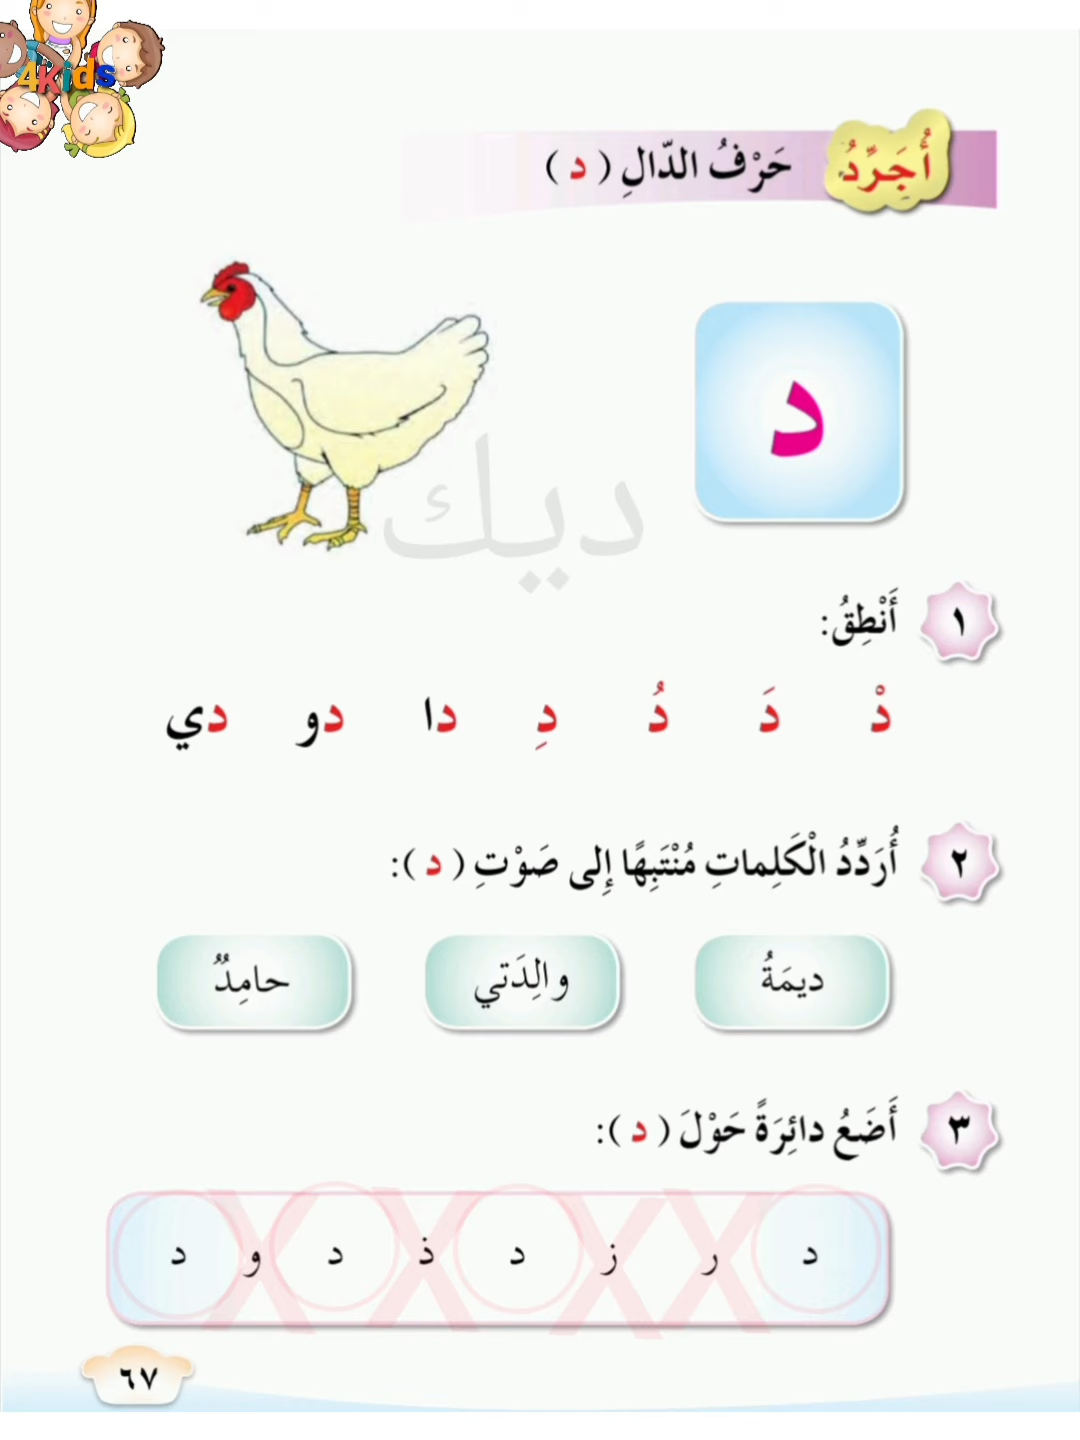 4kids
أُجَرِّدُ حَرْفُ الدّالِ ( د )
د
ديك
١ أَنْطِقُ:
دْ دَ دُ دِ دا دو دي
٢ أُرَدِّدُ الْكَلِماتِ مُنْتَبِهًا إِلى صَوْتِ ( د ):
ديمَةُ والِدَتي حامِدٌ
٣ أَضَعُ دائِرَةً حَوْلَ ( د ):
د ر ز د ذ د و د
٦٧